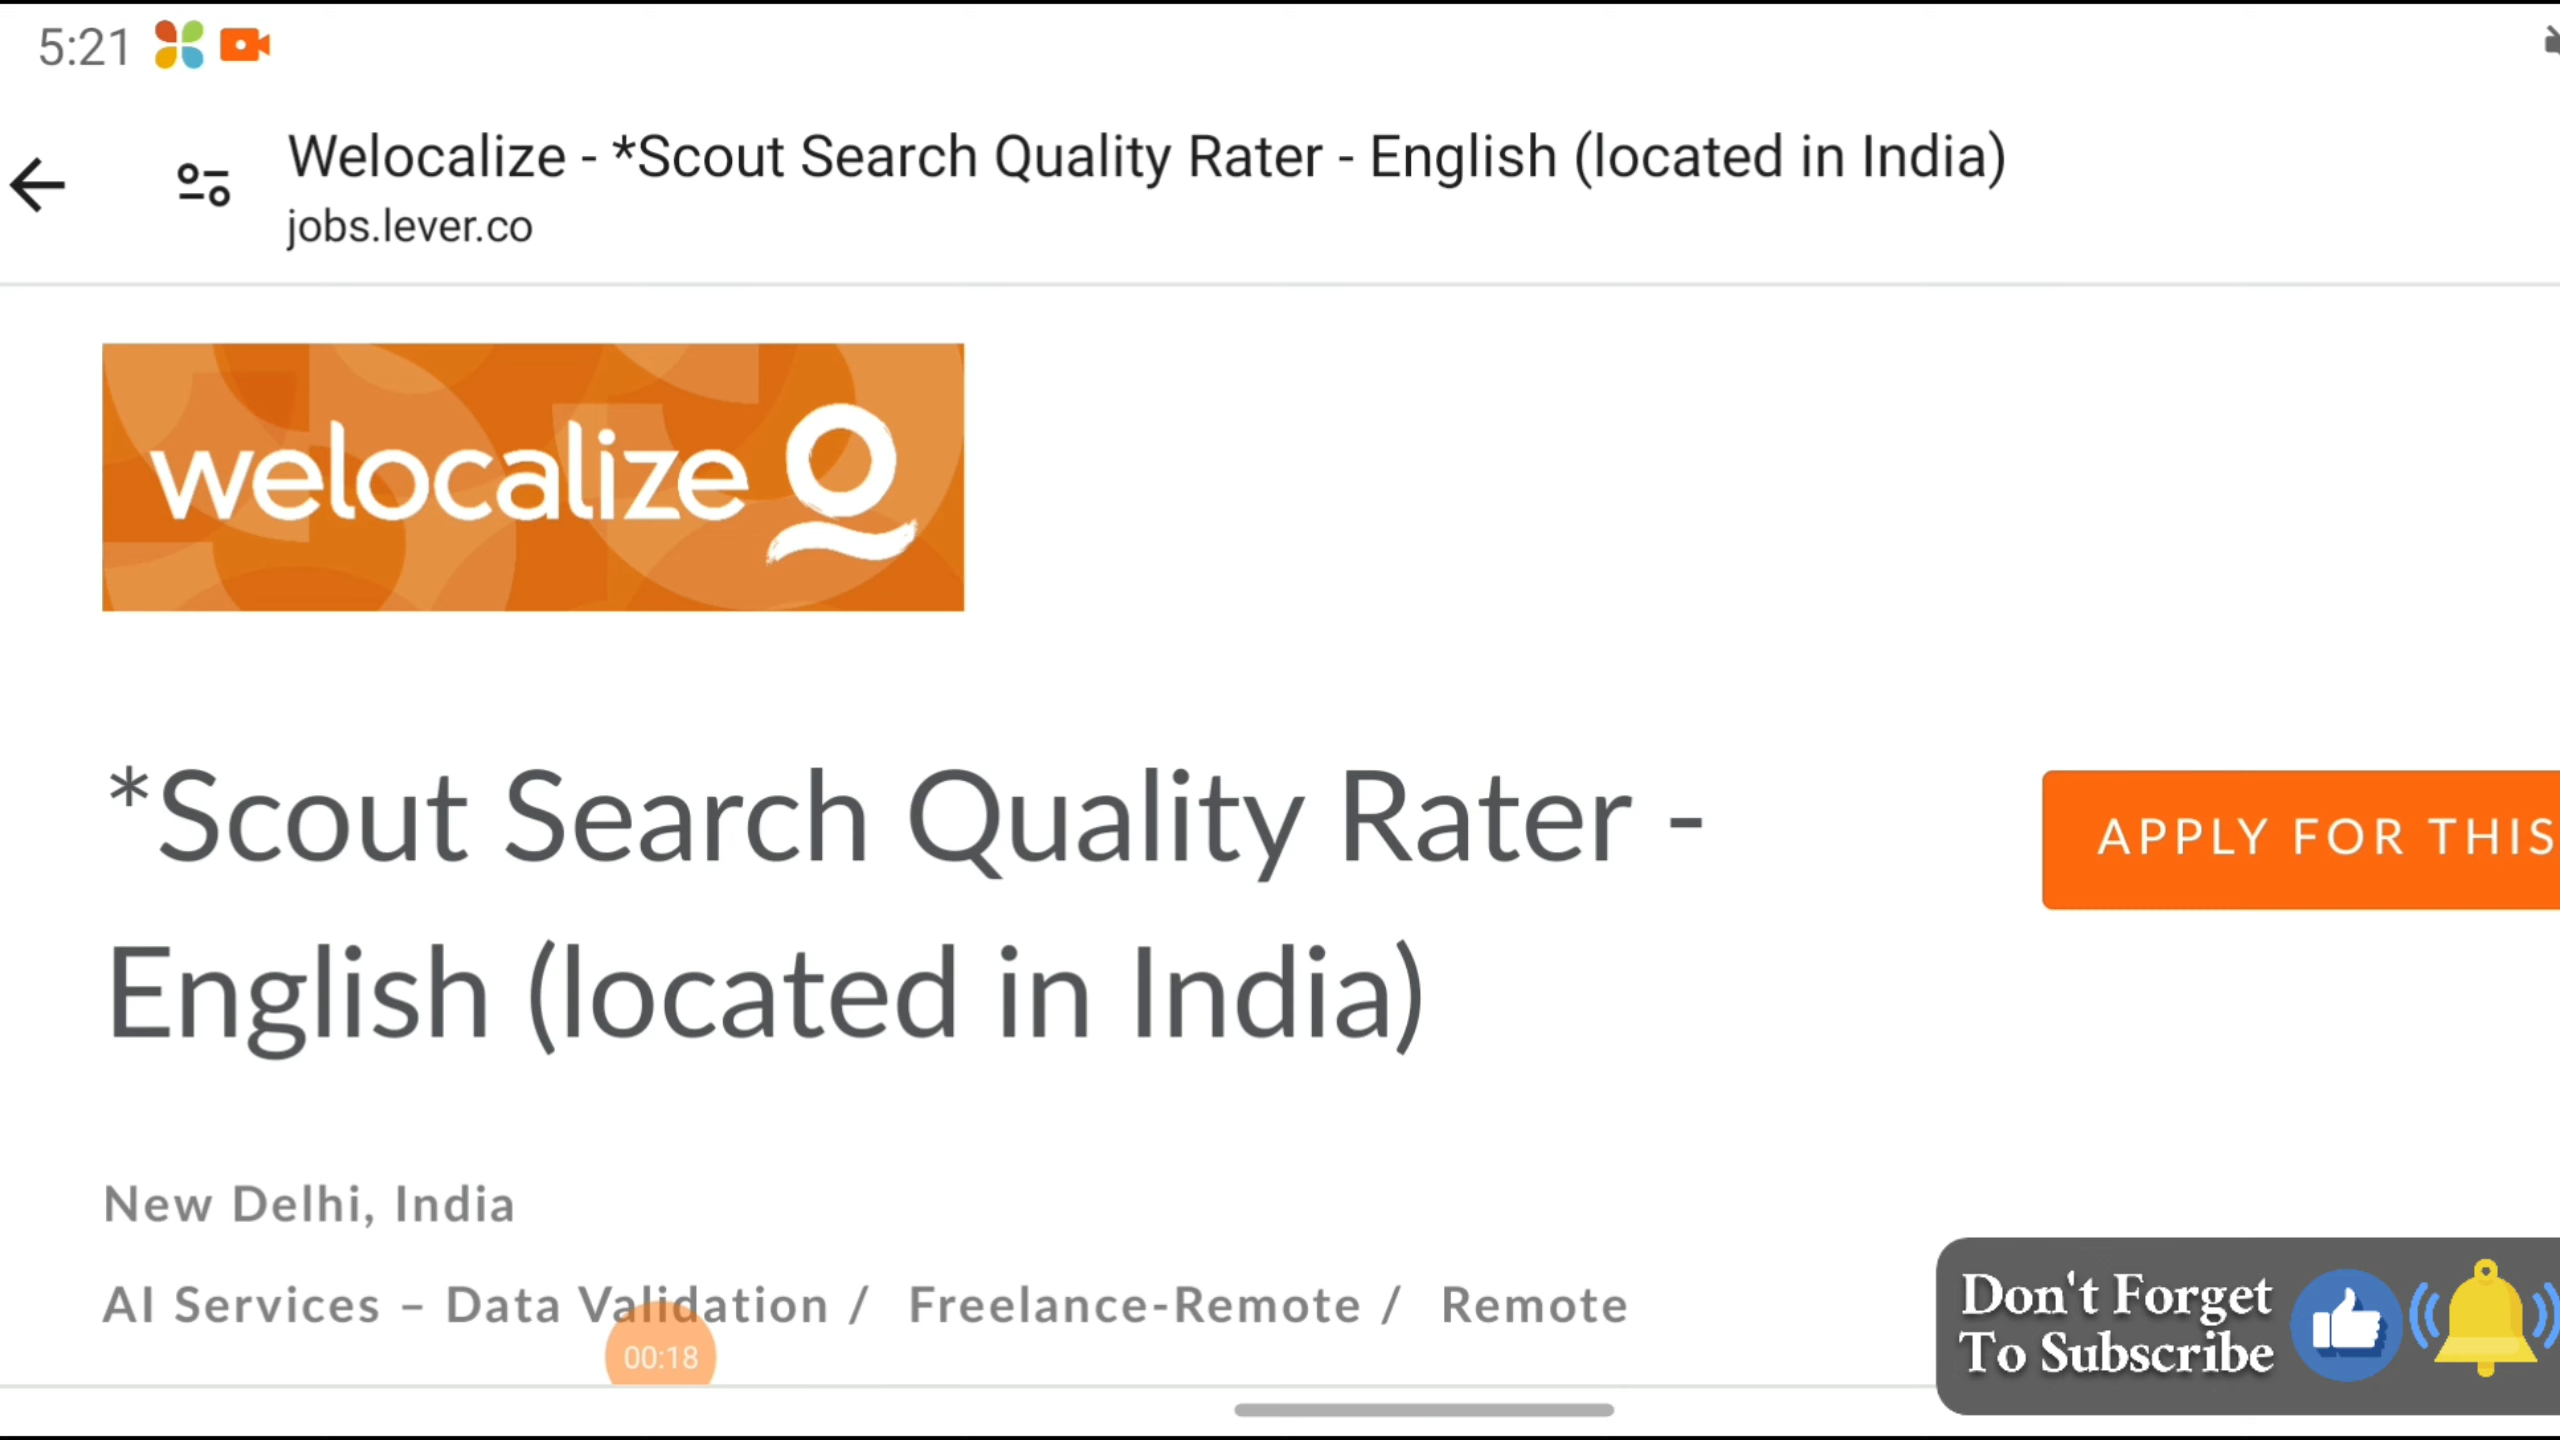 5:21
Welocalize - *Scout Search Quality Rater - English (located in India)
jobs.lever.co
welocalize
*Scout Search Quality Rater -
English (located in India)
APPLY FOR THIS
New Delhi, India
AI Services – Data Validation / Freelance-Remote / Remote
00:18
Don't Forget
To Subscribe